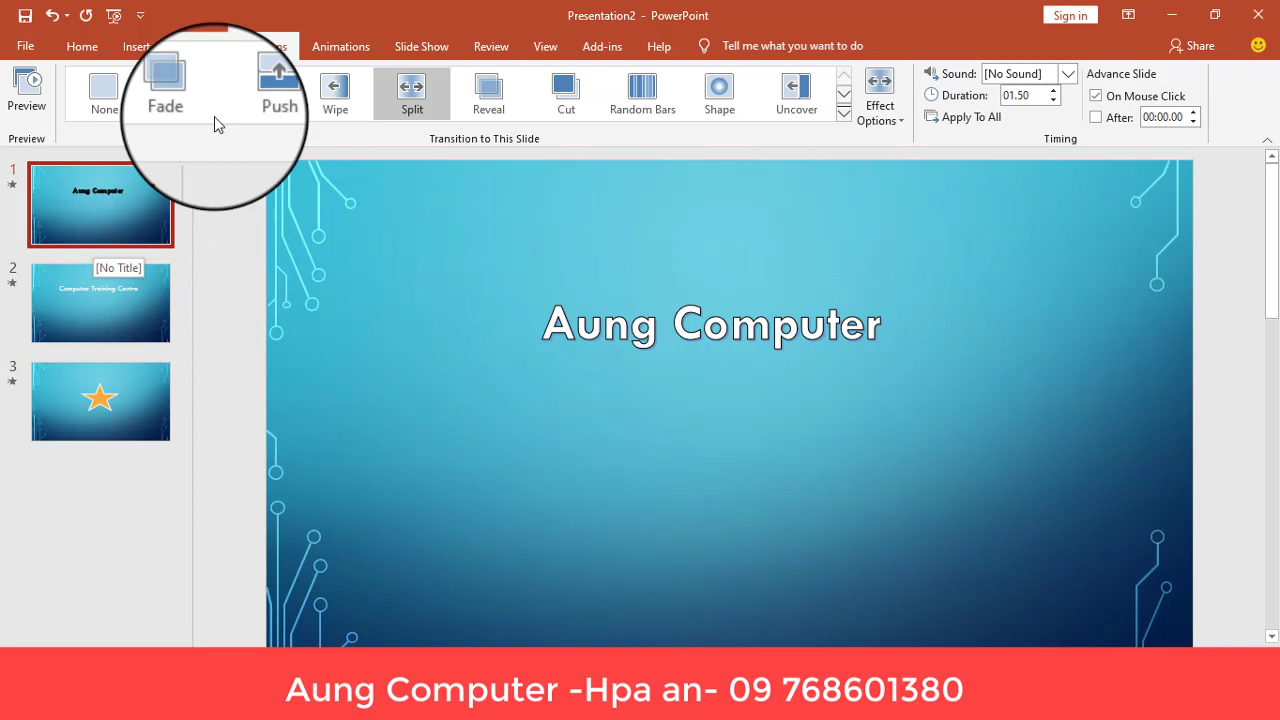 Presentation2 - PowerPoint
Sign in
File
Home
Animations
Slide Show
Review
View
Add-ins
Help
Tell me what you want to do
Share
Preview
None
Fade
Push
Wipe
Split
Reveal
Cut
Random Bars
Shape
Uncover
Effect
Options
Sound:
[No Sound]
Duration:
01.50
Apply To All
Advance Slide
On Mouse Click
After:
00:00.00
Preview
Transition to This Slide
Timing
1
Aung Computer
[No Title]
2
Computer Training Centre
3
Aung Computer
Aung Computer -Hpa an- 09 768601380